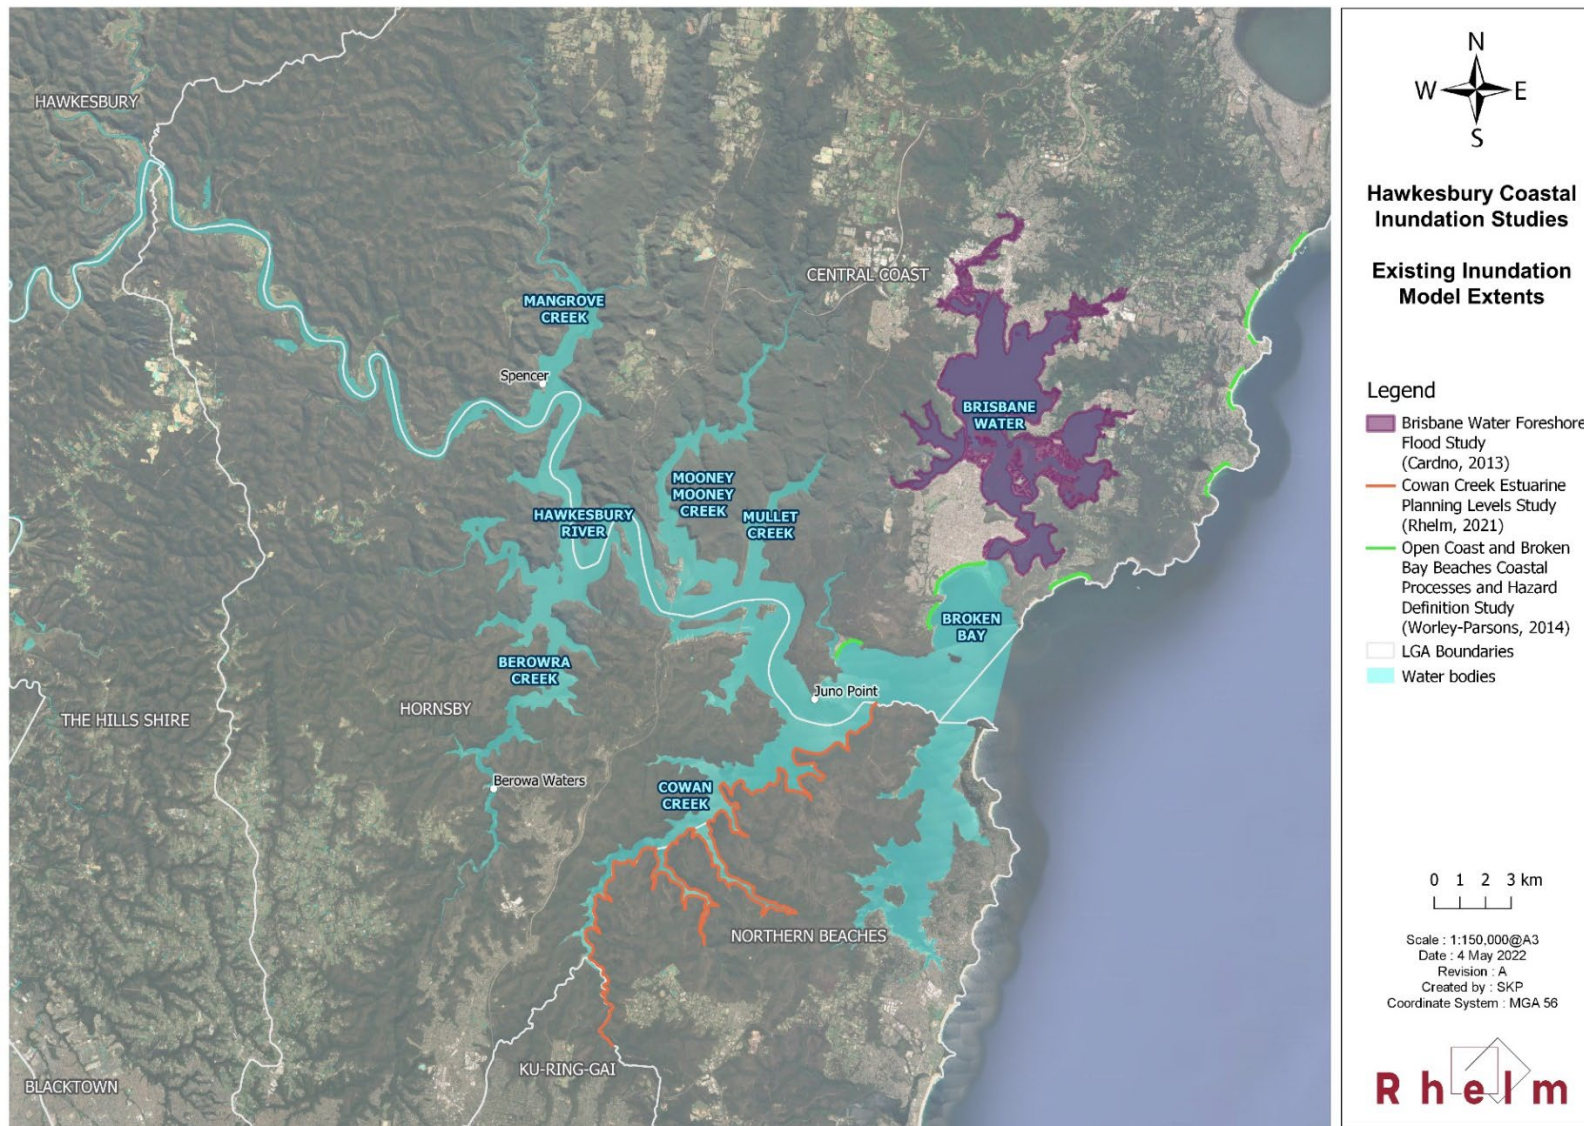 HAWKESBURY
CENTRAL COAST
MANGROVE
CREEK
Spencer
BRISBANE
WATER
MOONEY
MOONEY
CREEK
HAWKESBURY
RIVER
MULLET
CREEK
BROKEN
BAY
BEROWRA
CREEK
Juno Point
HORNSBY
THE HILLS SHIRE
Berowa Waters
COWAN
CREEK
NORTHERN BEACHES
KU-RING-GAI
BLACKTOWN
N
W E
S
Hawkesbury Coastal
Inundation Studies
Existing Inundation
Model Extents
Legend
Brisbane Water Foreshore
Flood Study
(Cardno, 2013)
Cowan Creek Estuarine
Planning Levels Study
(Rhelm, 2021)
Open Coast and Broken
Bay Beaches Coastal
Processes and Hazard
Definition Study
(Worley-Parsons, 2014)
LGA Boundaries
Water bodies
0 1 2 3 km
Scale : 1:150,000@A3
Date : 4 May 2022
Revision : A
Created by : SKP
Coordinate System : MGA 56
Rhelm